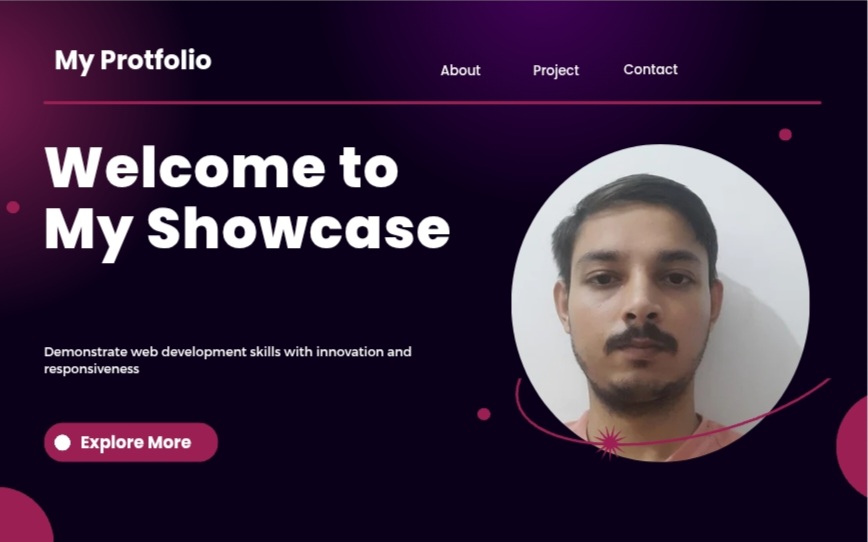 My Protfolio
About Project Contact
Welcome to
My Showcase
Demonstrate web development skills with innovation and
responsiveness
Explore More